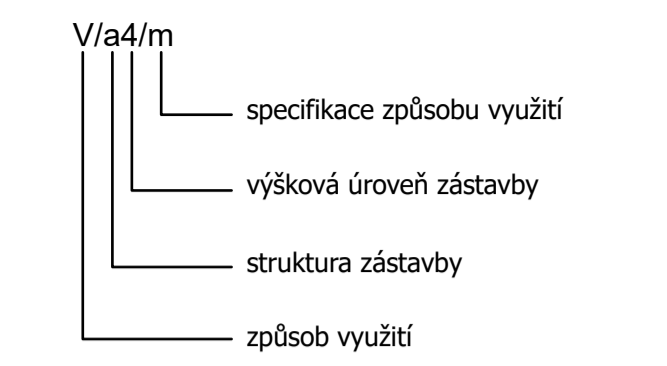 V/a4/m
specifikace způsobu využití
výšková úroveň zástavby
struktura zástavby
způsob využití